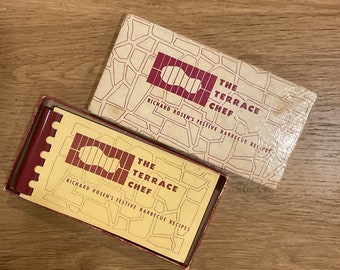 THE
TERRACE
CHEF
RICHARD ROSEN'S FESTIVE BARBECUE RECIPES
THE
TERRACE
CHEF
RICHARD ROSEN'S FESTIVE BARBECUE RECIPES